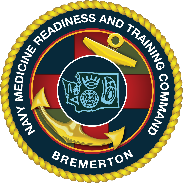 NAVY MEDICINE READINESS AND TRAINING COMMAND
BREMERTON